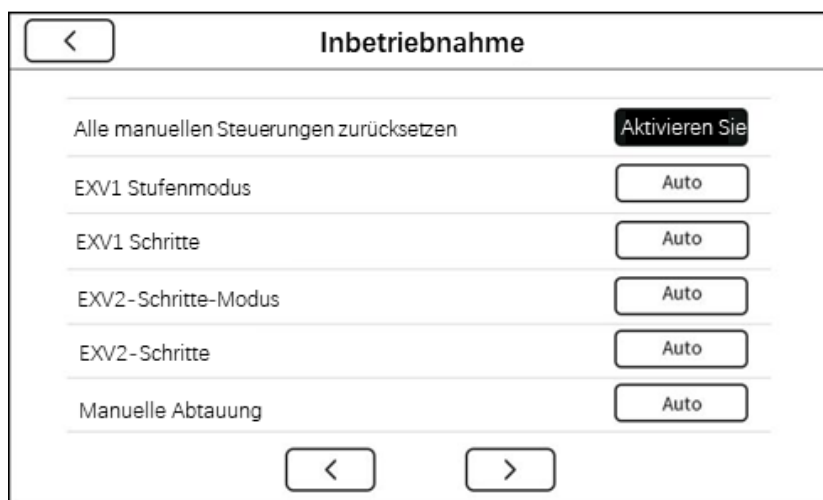 Inbetriebnahme
Alle manuellen Steuerungen zurücksetzen Aktivieren Sie
EXV1 Stufenmodus Auto
EXV1 Schritte Auto
EXV2-Schritte-Modus Auto
EXV2-Schritte Auto
Manuelle Abtauung Auto